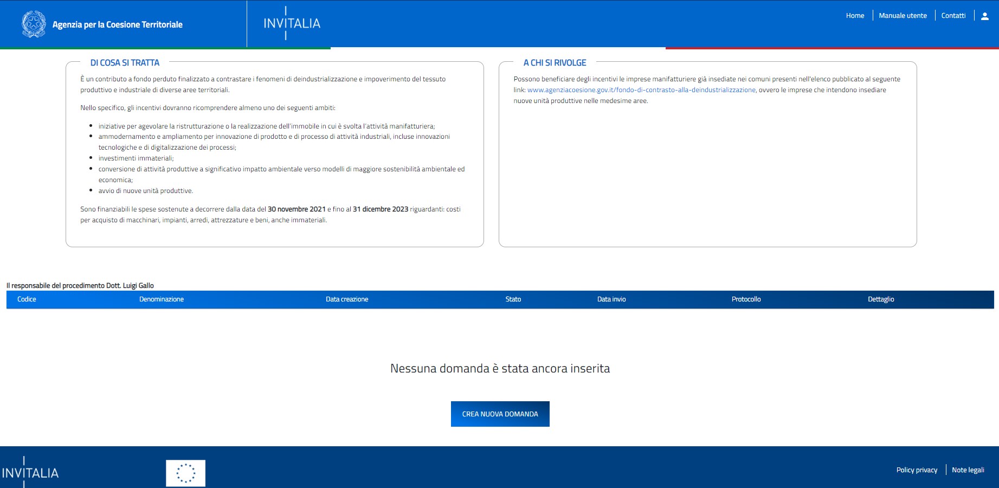 Agenzia per la Coesione Territoriale
INVITALIA
Home
Manuale utente
Contatti
DI COSA SI TRATTA
È un contributo a fondo perduto finalizzato a contrastare i fenomeni di deindustrializzazione e impoverimento del tessuto
produttivo e industriale di diverse aree territoriali.
Nello specifico, gli incentivi dovranno ricomprendere almeno uno dei seguenti ambiti:
iniziative per agevolare la ristrutturazione o la realizzazione dell'immobile in cui è svolta l'attività manifatturiera;
ammodernamento e ampliamento per innovazione di prodotto e di processo di attività industriali, incluse innovazioni
tecnologiche e di digitalizzazione dei processi;
investimenti immateriali;
conversione di attività produttive a significativo impatto ambientale verso modelli di maggiore sostenibilità ambientale ed
economica;
avvio di nuove unità produttive.
Sono finanziabili le spese sostenute a decorrere dalla data del 30 novembre 2021 e fino al 31 dicembre 2023 riguardanti: costi
per acquisto di macchinari, impianti, arredi, attrezzature e beni, anche immateriali.
A CHI SI RIVOLGE
Possono beneficiare degli incentivi le imprese manifatturiere già insediate nei comuni presenti nell'elenco pubblicato al seguente
link: www.agenziacoesione.gov.it/fondo-di-contrasto-alla-deindustrializzazione, ovvero le imprese che intendono insediare
nuove unità produttive nelle medesime aree.
Il responsabile del procedimento Dott. Luigi Gallo
Codice
Denominazione
Data creazione
Stato
Data invio
Protocollo
Dettaglio
Nessuna domanda è stata ancora inserita
CREA NUOVA DOMANDA
INVITALIA
Policy privacy
Note legali